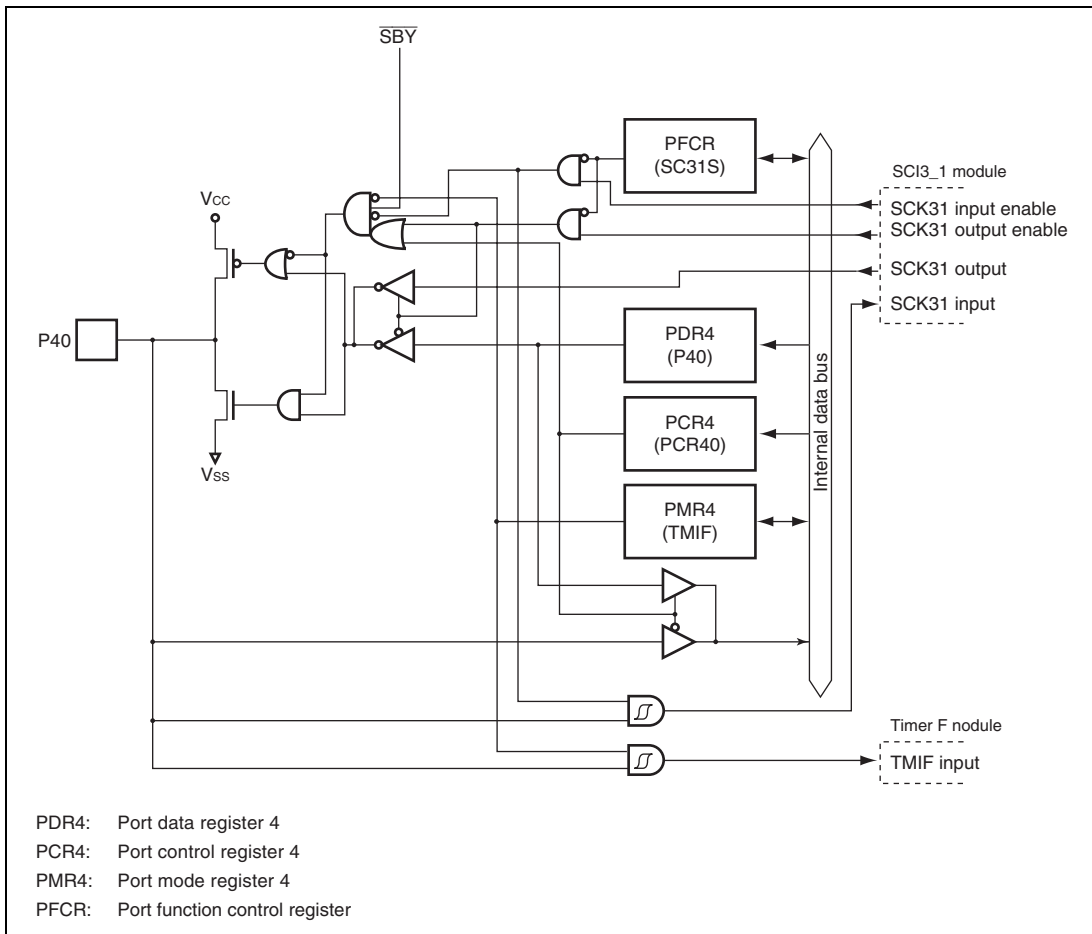 SBY
PFCR
(SC31S)
SCI3_1 module
SCK31 input enable
SCK31 output enable
SCK31 output
SCK31 input
VCC
P40
VSS
PDR4
(P40)
PCR4
(PCR40)
PMR4
(TMIF)
Internal data bus
Timer F nodule
TMIF input
PDR4: Port data register 4
PCR4: Port control register 4
PMR4: Port mode register 4
PFCR: Port function control register